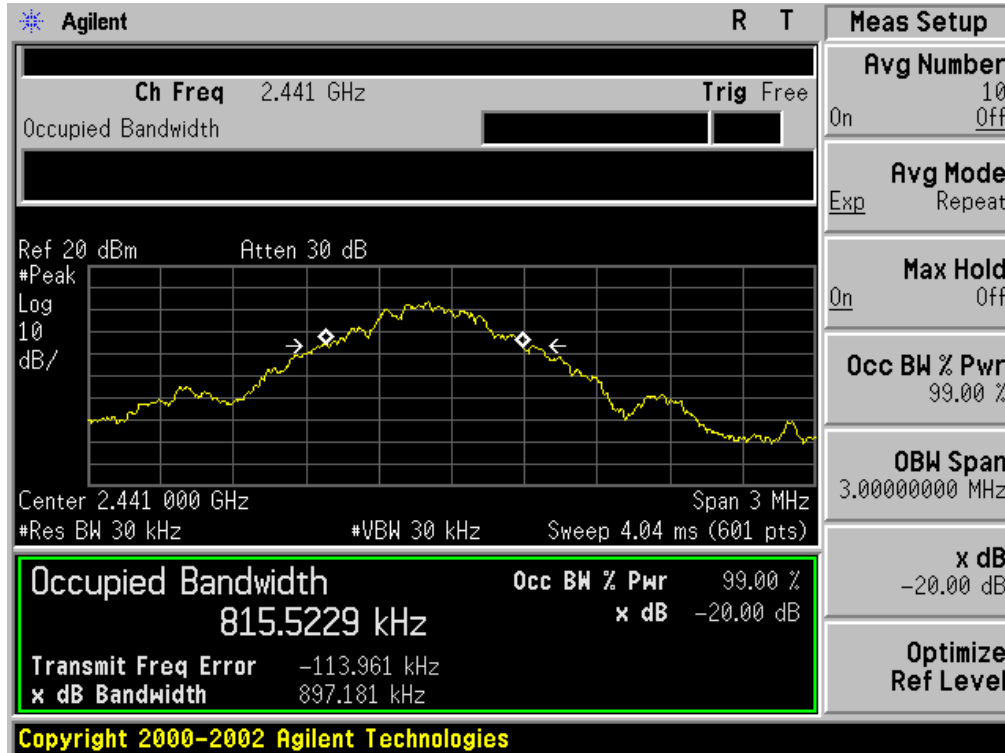 Agilent R T
Ch Freq 2.441 GHz Trig Free
Occupied Bandwidth
Ref 20 dBm Atten 30 dB
#Peak
Log
10
dB/
Center 2.441 000 GHz Span 3 MHz
#Res BW 30 kHz #VBW 30 kHz Sweep 4.04 ms (601 pts)
Occupied Bandwidth Occ BW % Pwr 99.00 %
815.5229 kHz x dB -20.00 dB
Transmit Freq Error -113.961 kHz
x dB Bandwidth 897.181 kHz
Copyright 2000-2002 Agilent Technologies
Meas Setup
Avg Number
10
On Off
Avg Mode
Exp Repeat
Max Hold
On Off
Occ BW % Pwr
99.00 %
OBW Span
3.00000000 MHz
x dB
-20.00 dB
Optimize
Ref Level